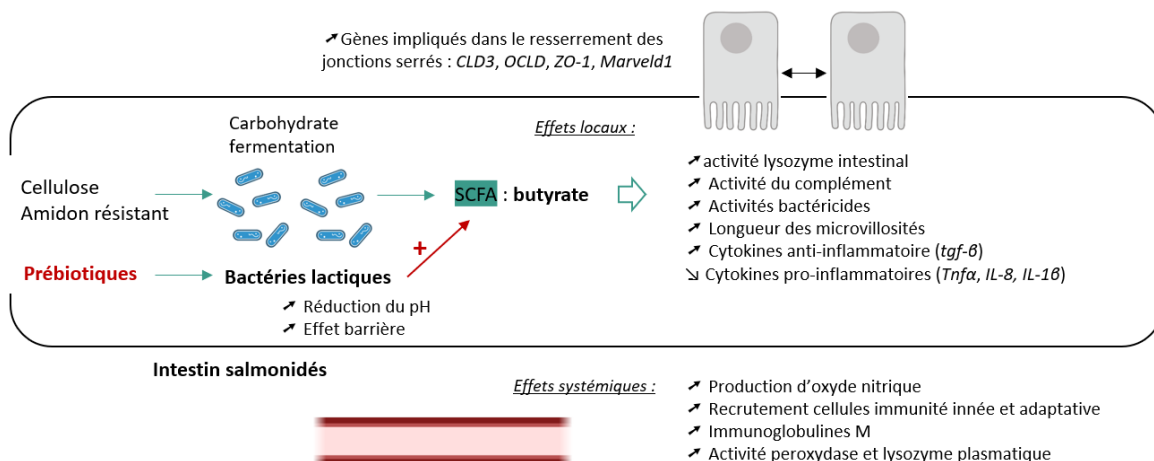 ↗ Gènes impliqués dans le resserrement des
jonctions serrés : CLD3, OCLD, ZO-1, Marveld1
Carbohydrate
fermentation
Effets locaux :
Cellulose
Amidon résistant
SCFA : butyrate
↗ activité lysozyme intestinal
↗ Activité du complément
↗ Activités bactéricides
↗ Longueur des microvillosités
↗ Cytokines anti-inflammatoire (tgf-β)
↘ Cytokines pro-inflammatoires (Tnfα, IL-8, IL-1β)
+
Prébiotiques
Bactéries lactiques
↗ Réduction du pH
↗ Effet barrière
Intestin salmonidés
Effets systémiques :
↗ Production d’oxyde nitrique
↗ Recrutement cellules immunité innée et adaptative
↗ Immunoglobulines M
↗ Activité peroxydase et lysozyme plasmatique